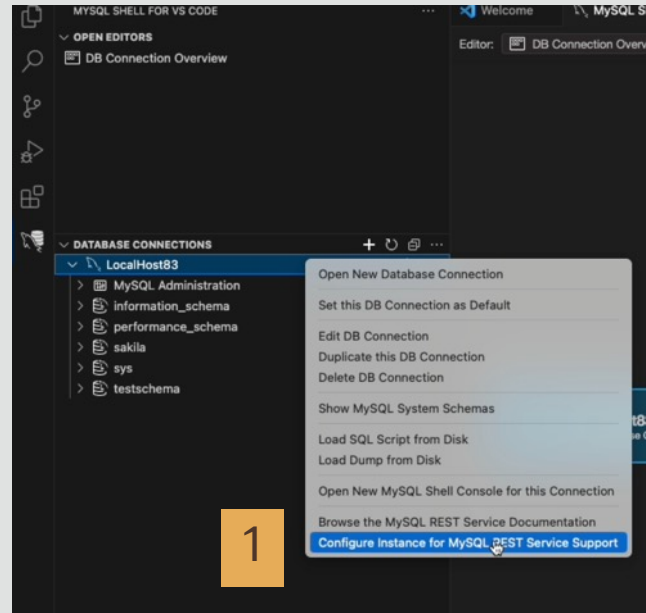 MYSQL SHELL FOR VS CODE
OPEN EDITORS
DB Connection Overview
Welcome
Editor:
DB Connection
DATABASE CONNECTIONS
LocalHost83
MySQL Administration
information_schema
performance_schema
sakila
sys
testschema
Open New Database Connection
Set this DB Connection as Default
Edit DB Connection
Duplicate this DB Connection
Delete DB Connection
Show MySQL System Schemas
Load SQL Script from Disk
Load Dump from Disk
Open New MySQL Shell Console for this Connection
Browse the MySQL REST Service Documentation
Configure Instance for MySQL REST Service Support
1